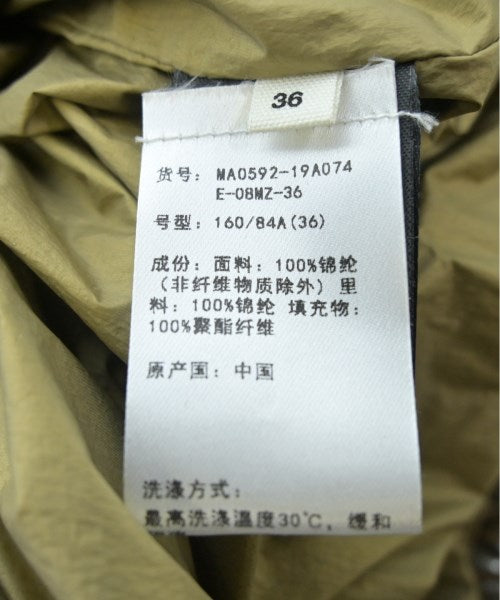 36
货号: MA0592-19A074
E-08MZ-36
号型: 160/84A(36)
成份: 面料: 100%锦纶
(非纤维物质除外) 里
料: 100%锦纶 填充物:
100%聚酯纤维
原产国: 中国
洗涤方式:
最高洗涤温度30℃, 缓和